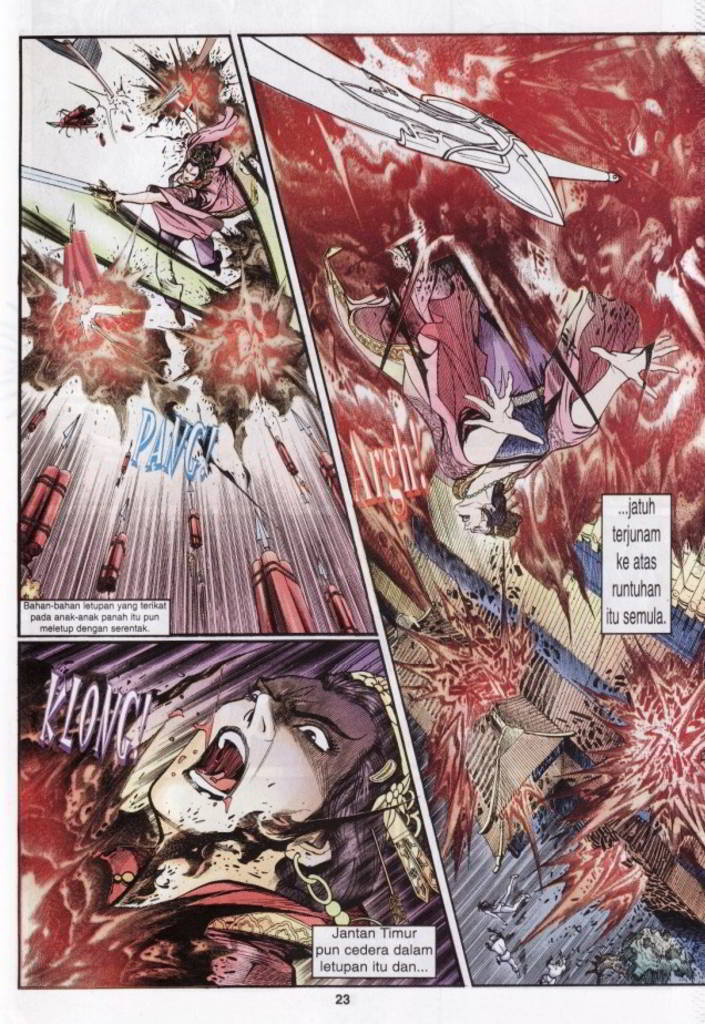 PANG!
Bahan-bahan letupan yang terikat
pada anak-anak panah itu pun
meletup dengan serentak.
KLONG!
Jantan Timur
pun cedera dalam
letupan itu dan...
Argh!
...jatuh
terjunam
ke atas
runtuhan
itu semula.
23